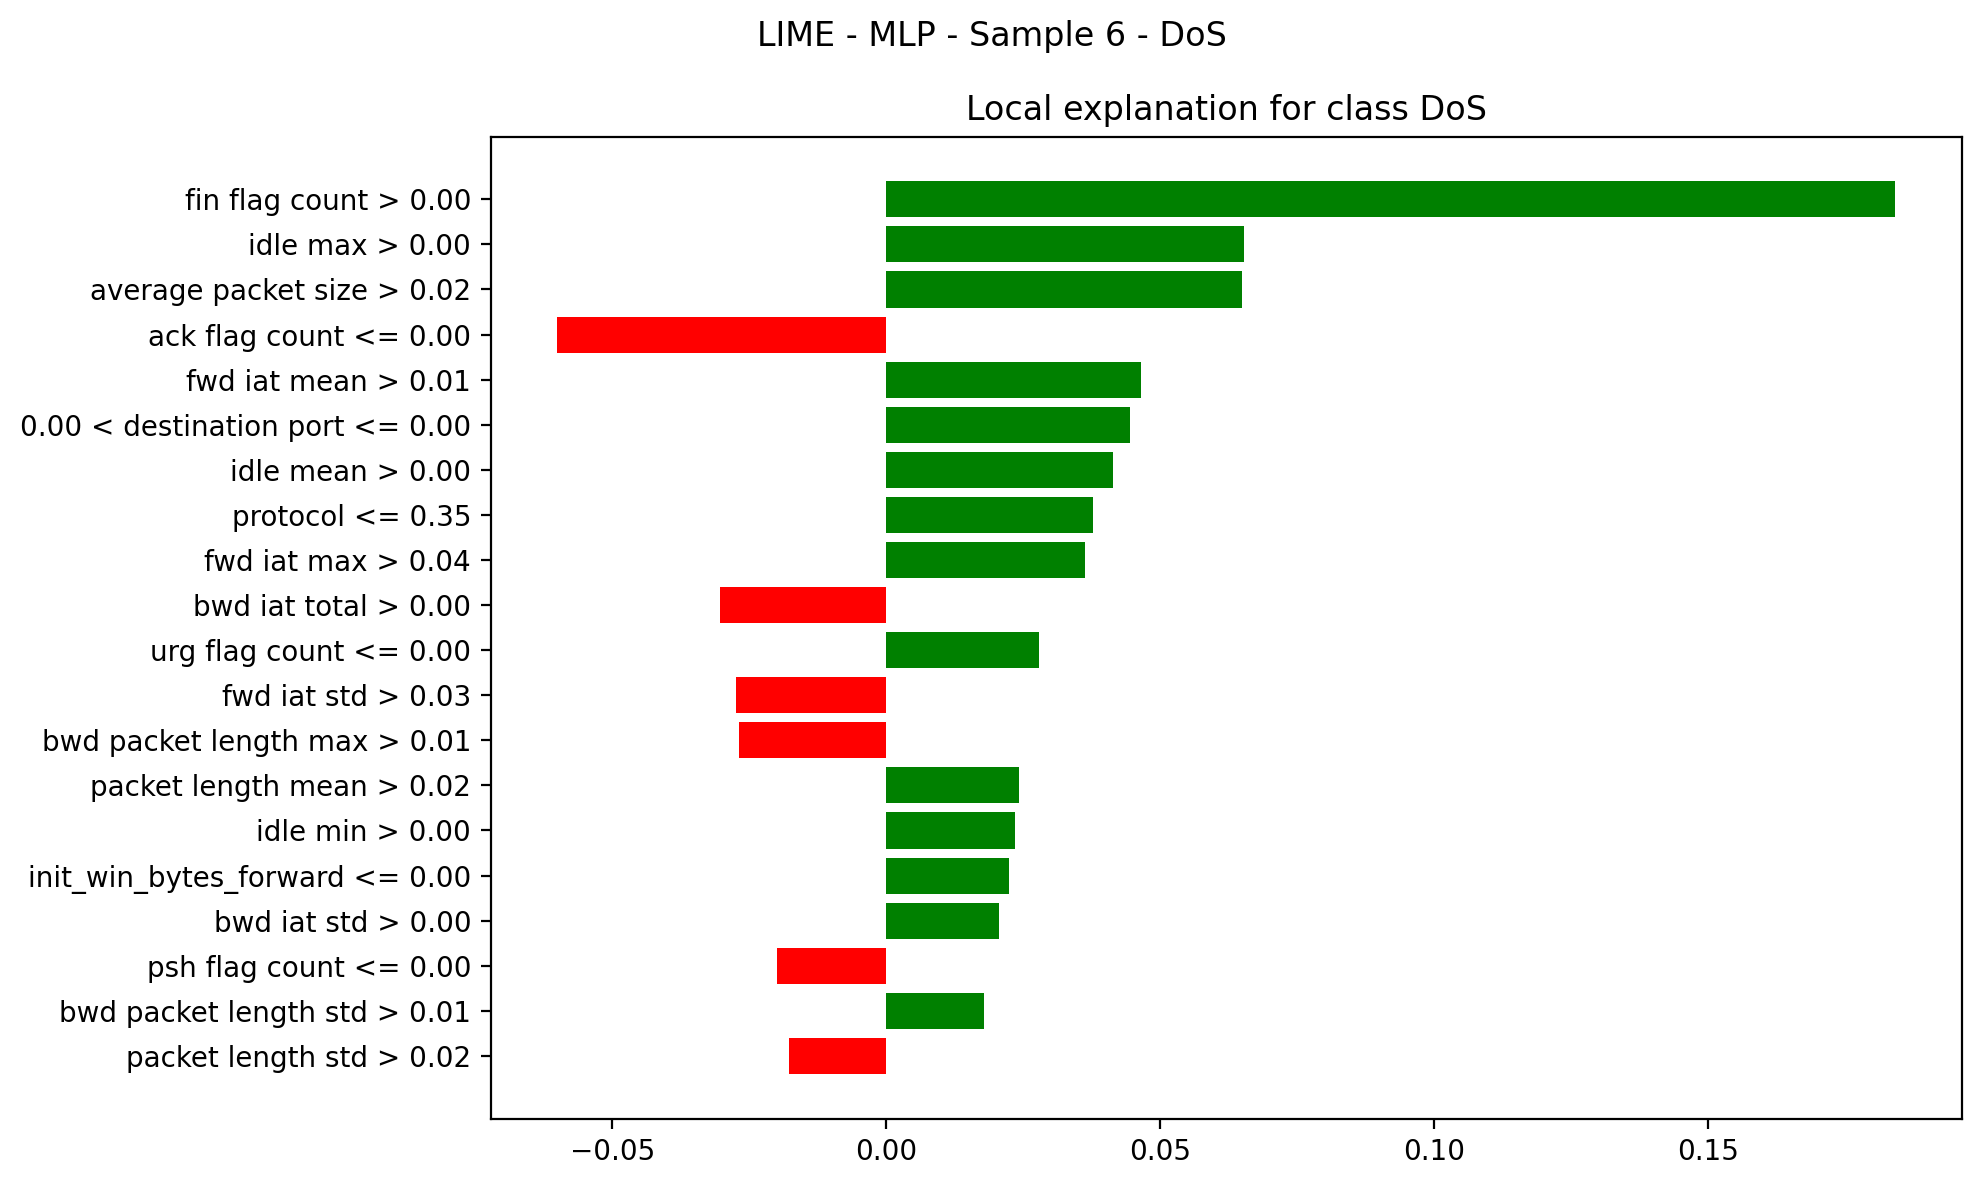 LIME - MLP - Sample 6 - DoS
Local explanation for class DoS
fin flag count > 0.00
idle max > 0.00
average packet size > 0.02
ack flag count <= 0.00
fwd iat mean > 0.01
0.00 < destination port <= 0.00
idle mean > 0.00
protocol <= 0.35
fwd iat max > 0.04
bwd iat total > 0.00
urg flag count <= 0.00
fwd iat std > 0.03
bwd packet length max > 0.01
packet length mean > 0.02
idle min > 0.00
init_win_bytes_forward <= 0.00
bwd iat std > 0.00
psh flag count <= 0.00
bwd packet length std > 0.01
packet length std > 0.02
−0.05 0.00 0.05 0.10 0.15